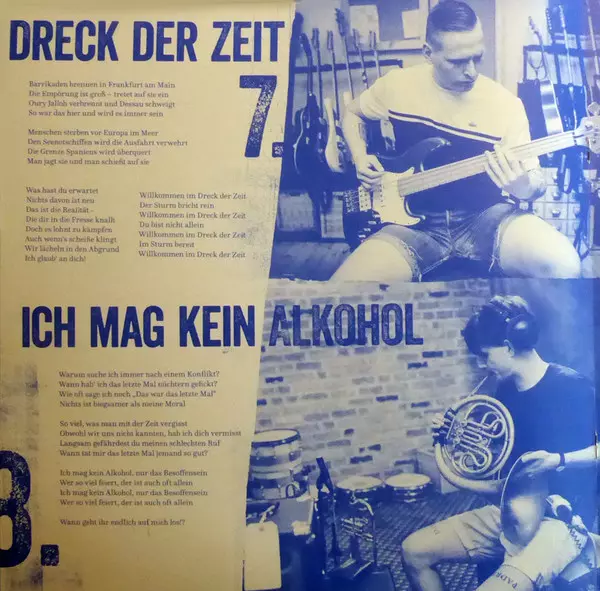 DRECK DER ZEIT
7.
Barrikaden brennen in Frankfurt am Main
Die Empörung ist groß – tretet auf sie ein
Oury Jalloh verbrennt und Dessau schweigt
So war das hier und wird es immer sein
Menschen sterben vor Europa im Meer
Den Seenotschiffen wird die Ausfahrt verwehrt
Die Grenze Spaniens wird überquert
Man jagt sie und man schießt auf sie
Was hast du erwartet
Nichts davon ist neu
Das ist die Realität -
Die dir in die Fresse knallt
Doch es lohnt zu kämpfen
Auch wenn's scheiße klingt
Wir lächeln in den Abgrund
Ich glaub' an dich!
Willkommen im Dreck der Zeit
Der Sturm bricht rein
Willkommen im Dreck der Zeit
Du bist nicht allein
Willkommen im Dreck der Zeit
Im Sturm bereit
Willkommen im Dreck der Zeit
ICH MAG KEIN ALKOHOL
8.
Warum suche ich immer nach einem Konflikt?
Wann hab' ich das letzte Mal nüchtern gefickt?
Wie oft sage ich noch „Das war das letzte Mal"
Nichts ist biegsamer als meine Moral
So viel, was man mit der Zeit vergisst
Obwohl wir uns nicht kannten, hab ich dich vermisst
Langsam gefährdest du meinen schlechten Ruf
Wann tat mir das letzte Mal jemand so gut?
Ich mag kein Alkohol, nur das Besoffensein
Wer so viel feiert, der ist auch oft allein
Ich mag kein Alkohol, nur das Besoffensein
Wer so viel feiert, der ist auch oft allein
Wann geht ihr endlich auf mich los!?